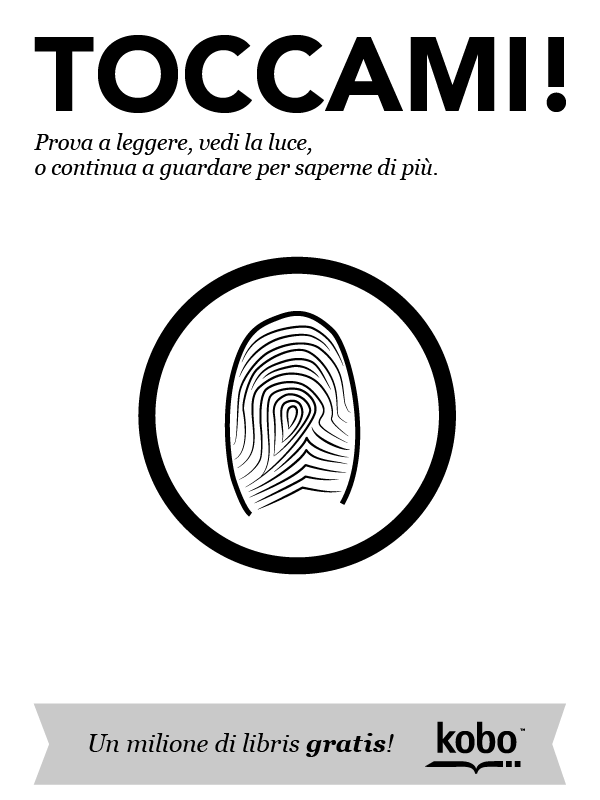 TOCCAMI!
Prova a leggere, vedi la luce,
o continua a guardare per saperne di più.
Un milione di libris gratis!
kobo™